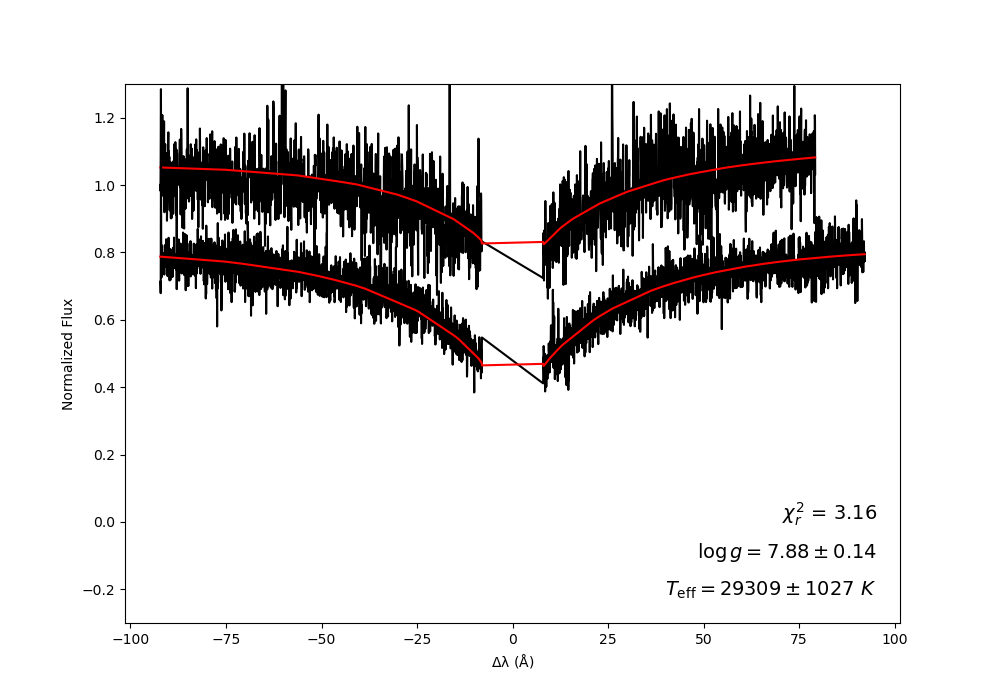 1.2
1.0
0.8
0.6
0.4
0.2
0.0
−0.2
Normalized Flux
χ²ᵣ = 3.16
log g = 7.88 ± 0.14
T_eff = 29309 ± 1027 K
−100 −75 −50 −25 0 25 50 75 100
Δλ (Å)